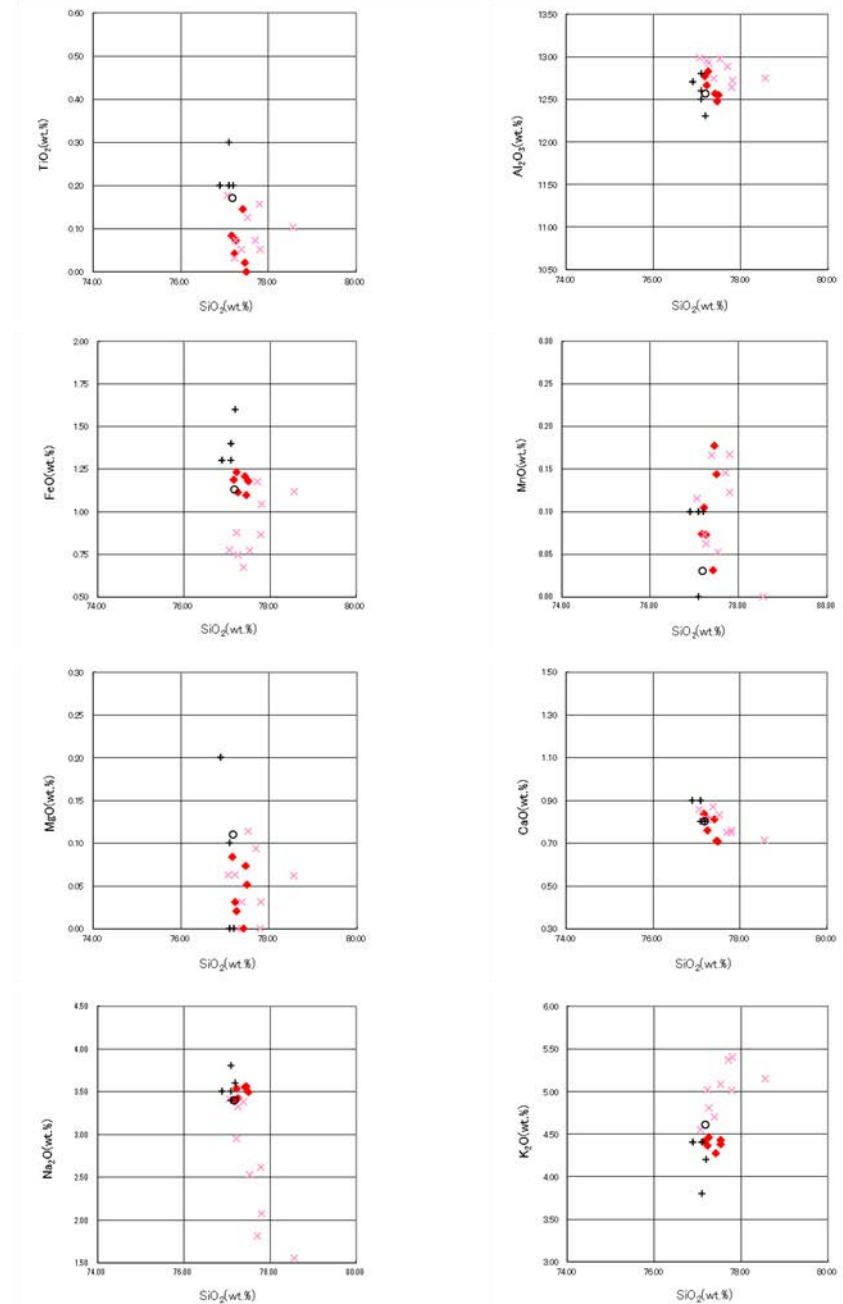 0.60
0.50
0.40
0.30
0.20
0.10
0.00
TiO₂(wt.%)
74.00 76.00 78.00 80.00
SiO₂(wt.%)
13.50
13.00
12.50
12.00
11.50
11.00
10.50
Al₂O₃(wt.%)
74.00 76.00 78.00 80.00
SiO₂(wt.%)
2.00
1.75
1.50
1.25
1.00
0.75
0.50
FeO(wt.%)
74.00 76.00 78.00 80.00
SiO₂(wt.%)
0.30
0.25
0.20
0.15
0.10
0.05
0.00
MnO(wt.%)
74.00 76.00 78.00 80.00
SiO₂(wt.%)
0.30
0.25
0.20
0.15
0.10
0.05
0.00
MgO(wt.%)
74.00 76.00 78.00 80.00
SiO₂(wt.%)
1.50
1.30
1.10
0.90
0.70
0.50
0.30
CaO(wt.%)
74.00 76.00 78.00 80.00
SiO₂(wt.%)
4.50
4.00
3.50
3.00
2.50
2.00
1.50
Na₂O(wt.%)
74.00 76.00 78.00 80.00
SiO₂(wt.%)
6.00
5.50
5.00
4.50
4.00
3.50
3.00
K₂O(wt.%)
74.00 76.00 78.00 80.00
SiO₂(wt.%)